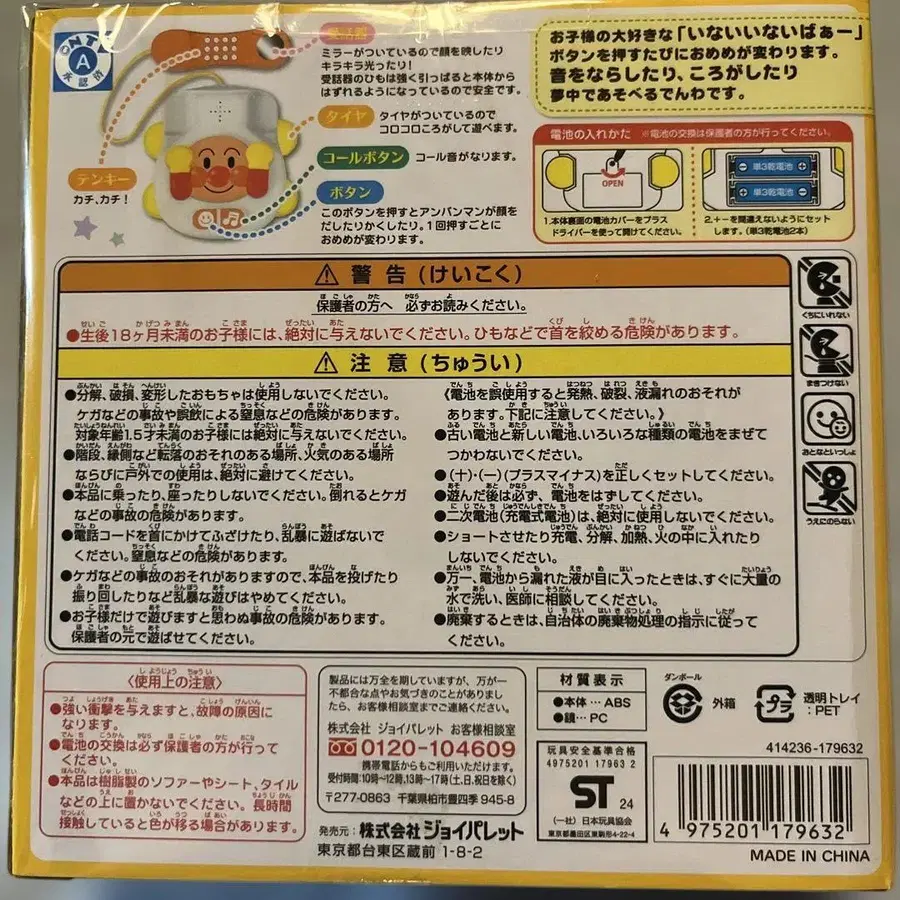 NTV
A
承認済
受話器
ミラーがついているので顔を映したり
キラキラ光ったり!
受話器のひもは強く引っぱると本体から
はずれるようになっているので安全です。
タイヤ
タイヤがついているので
コロコロころがして遊べます。
コールボタン コール音がなります。
テンキー
カチ、カチ!
ボタン
このボタンを押すとアンパンマンが顔を
だしたりかくしたり。1回押すごとに
おめめが変わります。
お子様の大好きな「いないいないばぁー」
ボタンを押すたびにおめめが変わります。
音をならしたり、ころがしたり
夢中であそべるでんわです。
電池の入れかた ※電池の交換は保護者の方が行ってください。
OPEN
単3乾電池
単3乾電池
1.本体裏面の電池カバーをプラス
ドライバーを使って開けてください。
2.+−を間違えないようにセット
します。(単3乾電池2本)
警告(けいこく)
保護者の方へ 必ずお読みください。
●生後18ヶ月未満のお子様には、絶対に与えないでください。ひもなどで首を絞める危険があります。
注意(ちゅうい)
●分解、破損、変形したおもちゃは使用しないでください。
ケガなどの事故や誤飲による窒息などの危険があります。
対象年齢1.5才未満のお子様には絶対に与えないでください。
●階段、縁側など転落のおそれのある場所、火気のある場所
ならびに戸外での使用は、絶対に避けてください。
●本品に乗ったり、座ったりしないでください。倒れるとケガ
などの事故の危険があります。
●電話コードを首にかけてふざけたり、乱暴に遊ばないで
ください。窒息などの危険があります。
●ケガなどの事故のおそれがありますので、本品を投げたり
振り回したりなど乱暴な遊びはやめてください。
●お子様だけで遊びますと思わぬ事故の危険があります。
保護者の元で遊ばせてください。
《電池を誤使用すると発熱、破裂、液漏れのおそれが
あります。下記に注意してください。》
●古い電池と新しい電池、いろいろな種類の電池をまぜて
つかわないでください。
●(+)・(−)(プラスマイナス)を正しくセットしてください。
●遊んだ後は必ず、電池をはずしてください。
●二次電池(充電式電池)は、絶対に使用しないでください。
●ショートさせたり充電、分解、加熱、火の中に入れたり
しないでください。
●万一、電池から漏れた液が目に入ったときは、すぐに大量の
水で洗い、医師に相談してください。
●廃棄するときは、自治体の廃棄物処理の指示に従って
ください。
くちにいれない
まきつけない
おとなといっしょ
うえにのらない
〈使用上の注意〉
●強い衝撃を与えますと、故障の原因に
なります。
●電池の交換は必ず保護者の方が行って
ください。
●本品は樹脂製のソファーやシート、タイル
などの上に置かないでください。長時間
接触していると色が移る場合があります。
製品には万全を期していますが、万が一
不都合な点やお気づきのことがありましたら、お客様相談室までご連絡ください。
株式会社 ジョイパレット お客様相談室
0120-104609
携帯電話からもご利用になれます。
受付時間:10時〜12時、13時〜17時(土、日、祝日を除く)
〒277-0863 千葉県柏市豊四季945-8
発売元:株式会社ジョイパレット
東京都台東区蔵前1-8-2
材質表示
●本体…ABS
●鏡…PC
ダンボール
外箱
プラ
透明トレイ
:PET
414236-179632
玩具安全基準合格
4975201 17963 2
ST 24
(一社)日本玩具協会
東京都墨田区東駒形4-22-4
4 975201 179632
MADE IN CHINA